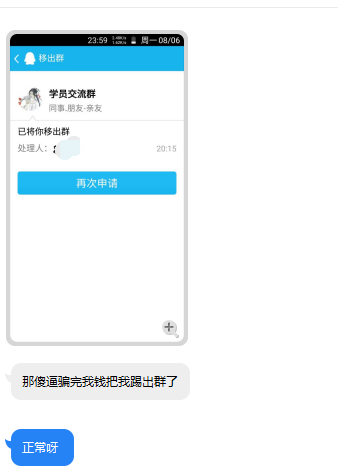 23:59 周一 08/06
移出群
学员交流群
同事.朋友-亲友
已将你移出群
处理人：
20:15
再次申请
那傻逼骗完我钱把我踢出群了
正常呀